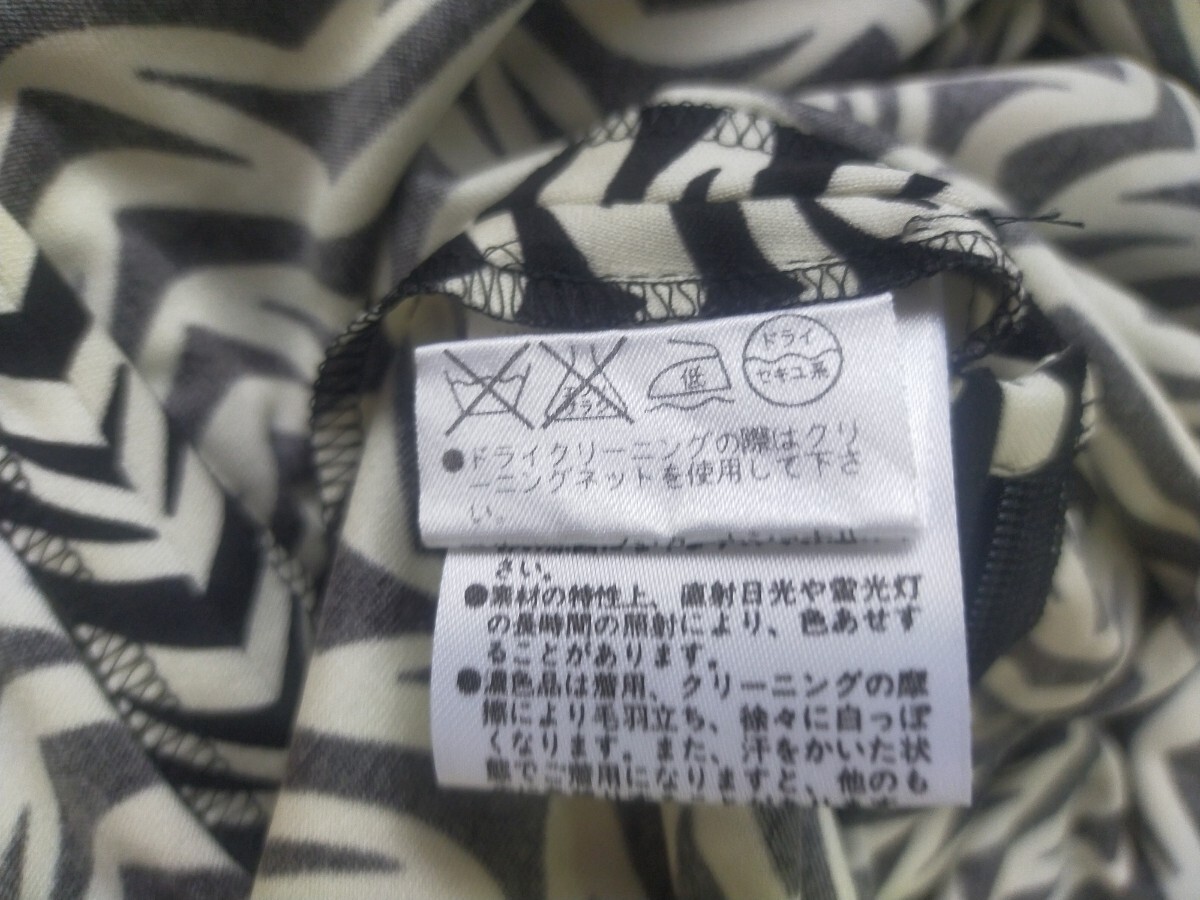 低
ドライ
セキユ系
●ドライクリーニングの際はクリ
ーニングネットを使用して下さ
い。
さい。
●素材の特性上、直射日光や蛍光灯
の長時間の照射により、色あせす
ることがあります。
●濃色品は着用、クリーニングの摩
擦により毛羽立ち、徐々に白っぽ
くなります。また、汗をかいた状
態でご着用になりますと、他のも